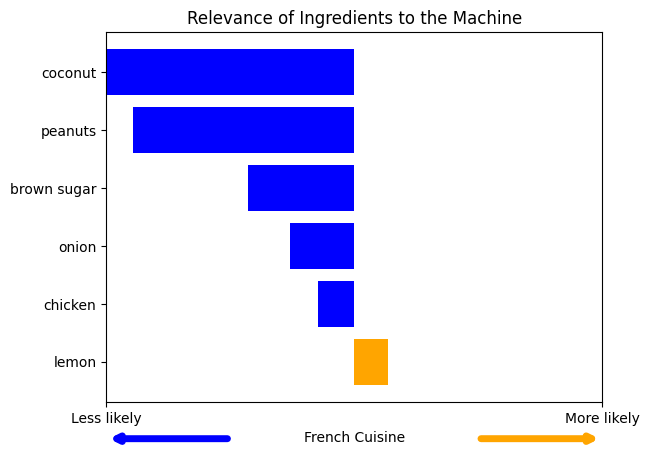 Relevance of Ingredients to the Machine
coconut
peanuts
brown sugar
onion
chicken
lemon
Less likely
More likely
French Cuisine